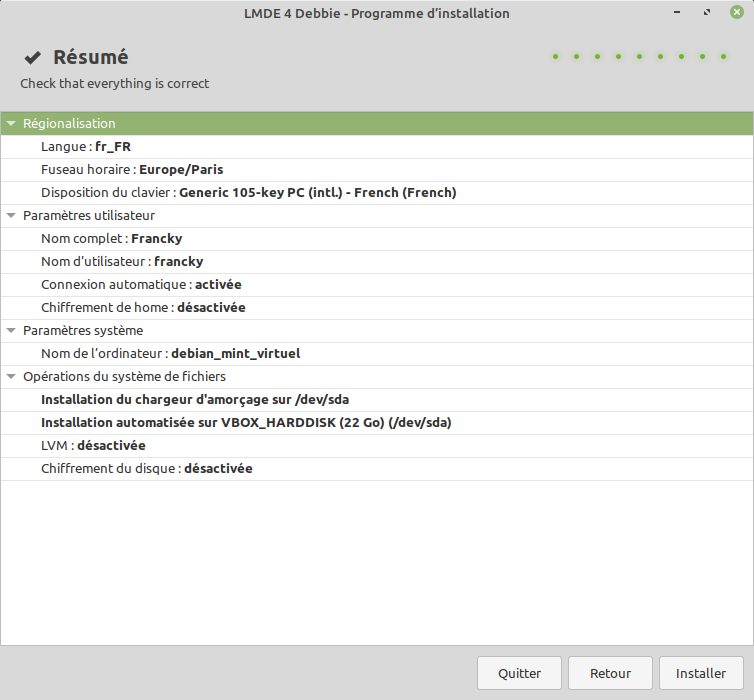 LMDE 4 Debbie - Programme d’installation
Résumé
Check that everything is correct
Régionalisation
Langue : fr_FR
Fuseau horaire : Europe/Paris
Disposition du clavier : Generic 105-key PC (intl.) - French (French)
Paramètres utilisateur
Nom complet : Francky
Nom d'utilisateur : francky
Connexion automatique : activée
Chiffrement de home : désactivée
Paramètres système
Nom de l’ordinateur : debian_mint_virtuel
Opérations du système de fichiers
Installation du chargeur d'amorçage sur /dev/sda
Installation automatisée sur VBOX_HARDDISK (22 Go) (/dev/sda)
LVM : désactivée
Chiffrement du disque : désactivée
Quitter
Retour
Installer